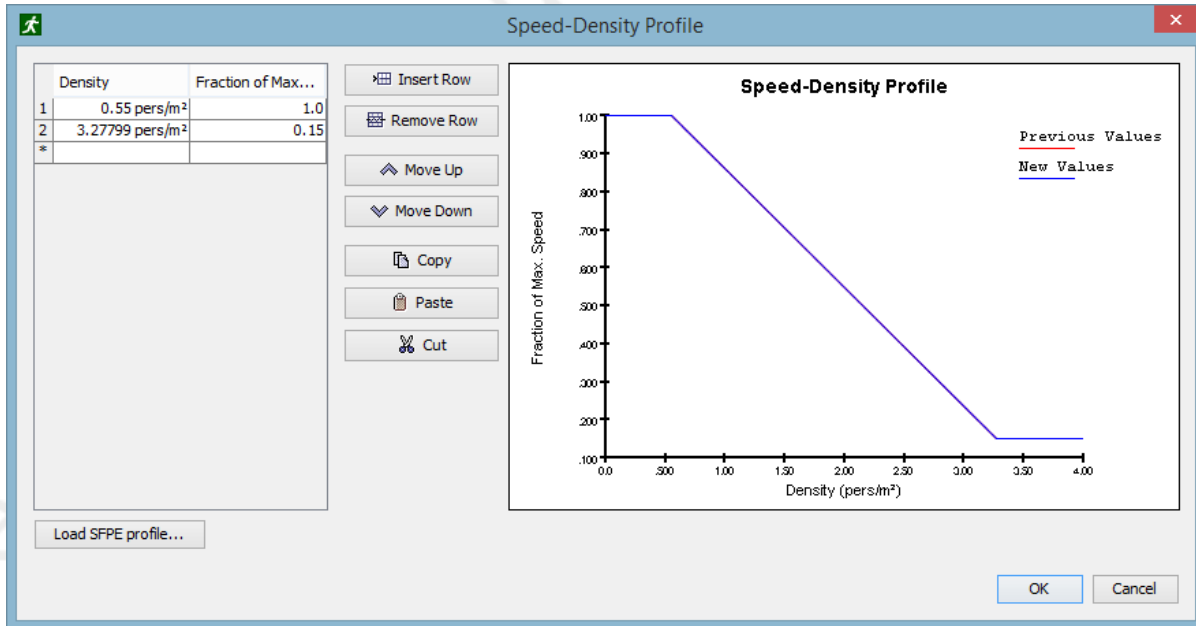 Speed-Density Profile
Density Fraction of Max...
1 0.55 pers/m² 1.0
2 3.27799 pers/m² 0.15
*
Insert Row
Remove Row
Move Up
Move Down
Copy
Paste
Cut
Load SFPE profile...
Speed-Density Profile
Previous Values
New Values
Fraction of Max. Speed
1.00
.900
.800
.700
.600
.500
.400
.300
.200
.100
0.0 .500 1.00 1.50 2.00 2.50 3.00 3.50 4.00
Density (pers/m²)
OK Cancel